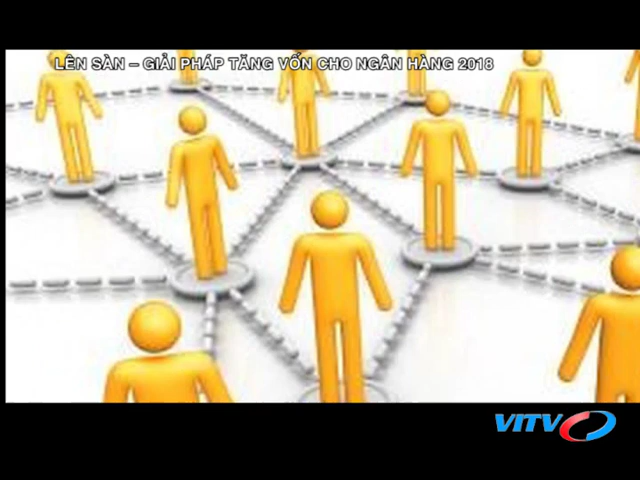 LÊN SÀN – GIẢI PHÁP TĂNG VỐN CHO NGÂN HÀNG 2018
VITV